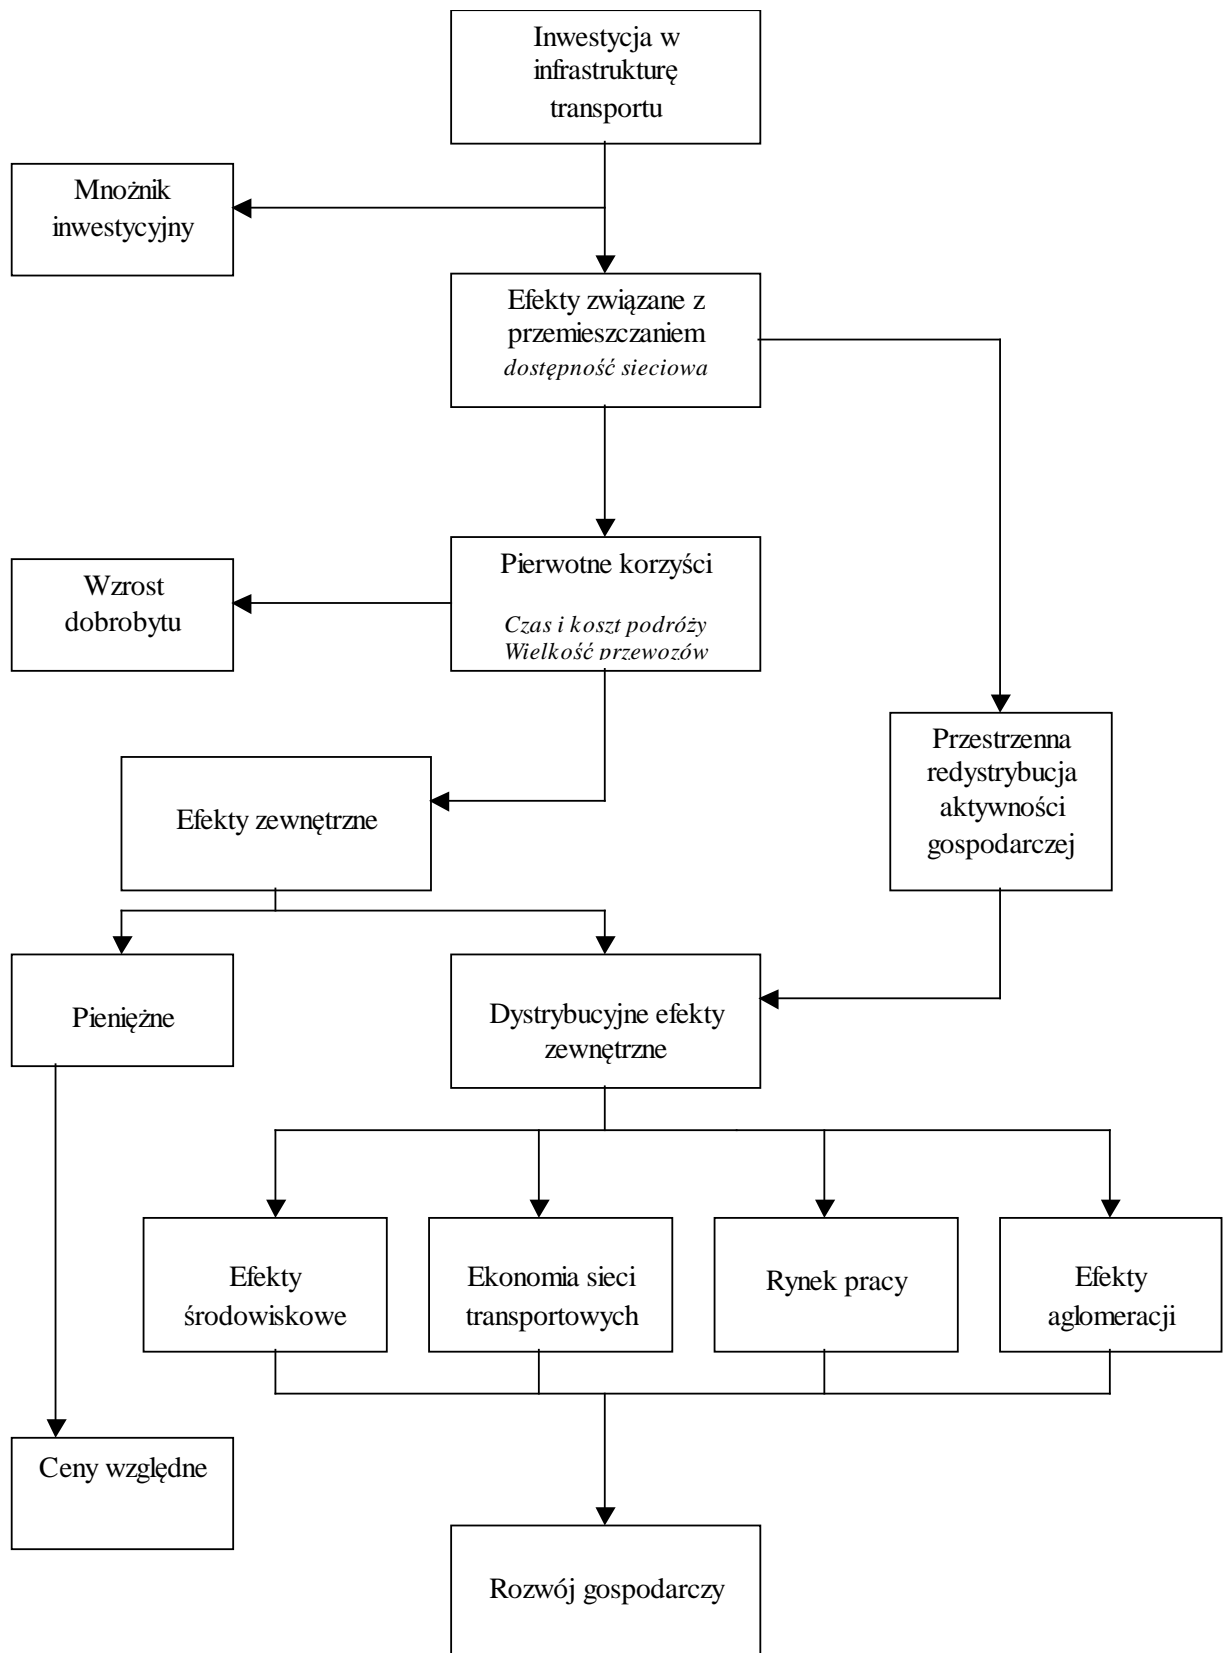 Inwestycja w
infrastrukturę
transportu
Mnożnik
inwestycyjny
Efekty związane z
przemieszczaniem
dostępność sieciowa
Pierwotne korzyści
Czas i koszt podróży
Wielkość przewozów
Wzrost
dobrobytu
Przestrzenna
redystrybucja
aktywności
gospodarczej
Efekty zewnętrzne
Pieniężne
Dystrybucyjne efekty
zewnętrzne
Efekty
środowiskowe
Ekonomia sieci
transportowych
Rynek pracy
Efekty
aglomeracji
Ceny względne
Rozwój gospodarczy